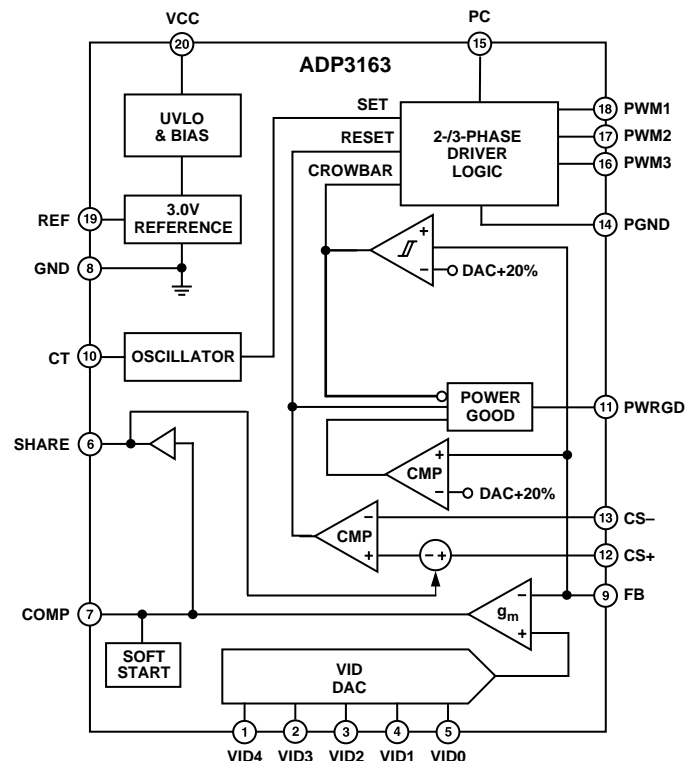 VCC
20
PC
15
ADP3163
UVLO
& BIAS
SET
RESET
CROWBAR
2-/3-PHASE
DRIVER
LOGIC
18 PWM1
17 PWM2
16 PWM3
REF 19
3.0V
REFERENCE
14 PGND
GND 8
+
–
DAC+20%
CT 10
OSCILLATOR
POWER
GOOD
11 PWRGD
SHARE 6
CMP
+
–
DAC+20%
CMP
–
+
– +
13 CS–
12 CS+
COMP 7
gm
–
+
9 FB
SOFT
START
VID
DAC
1 2 3 4 5
VID4 VID3 VID2 VID1 VID0